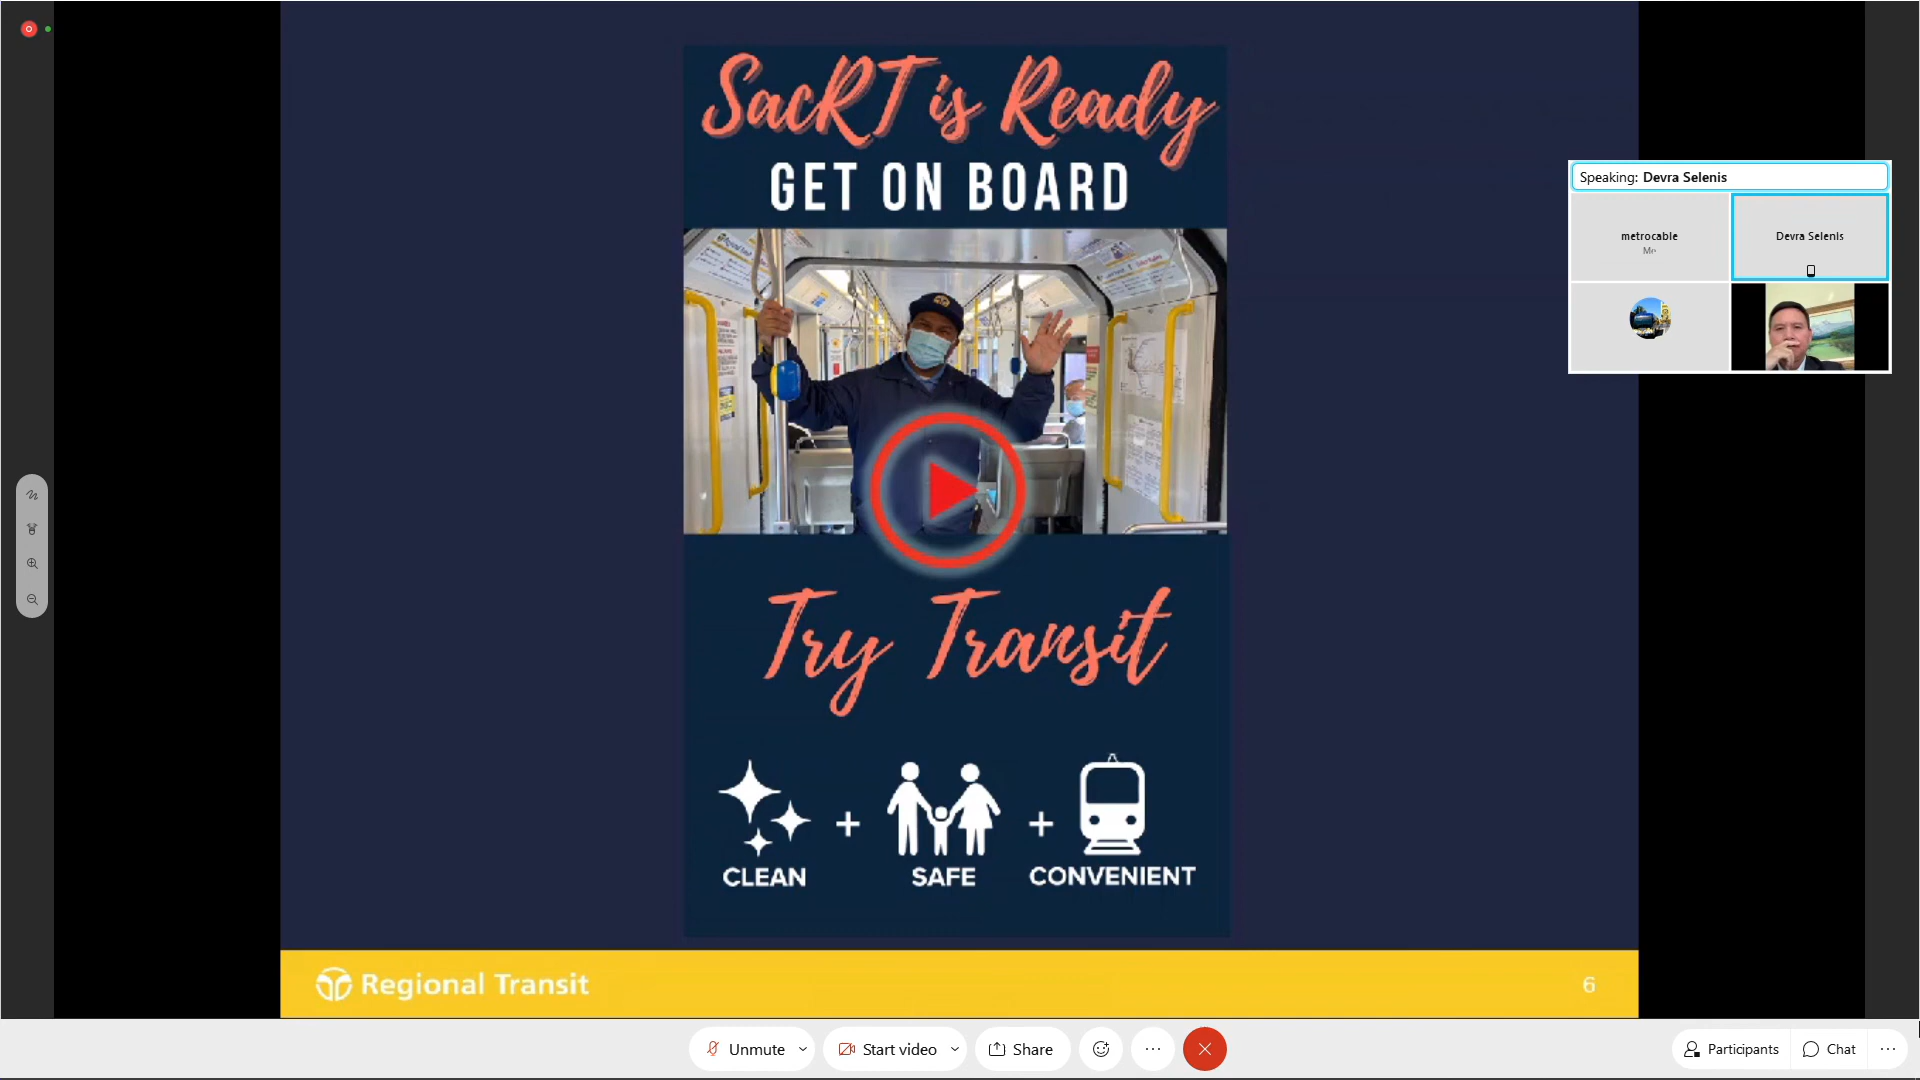 SacRT is Ready
GET ON BOARD
Speaking: Devra Selenis
metrocable
Me
Devra Selenis
Try Transit
+ +
CLEAN SAFE CONVENIENT
Regional Transit 6
Unmute Start video Share Participants Chat